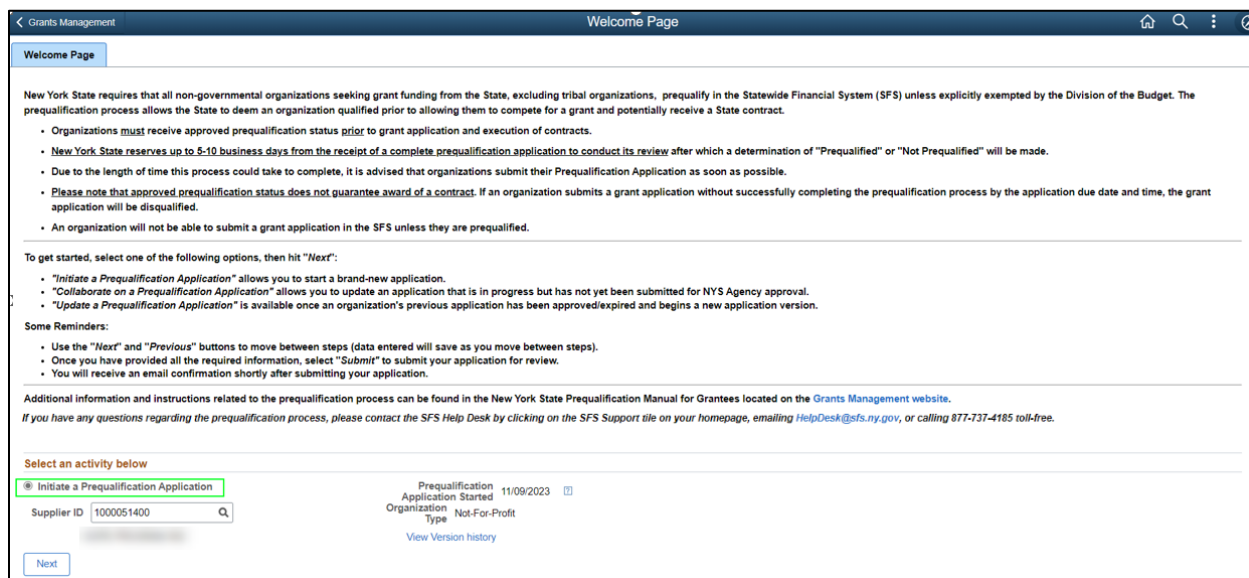 Grants Management
Welcome Page
Welcome Page
New York State requires that all non-governmental organizations seeking grant funding from the State, excluding tribal organizations,  prequalify in the Statewide Financial System (SFS) unless explicitly exempted by the Division of the Budget. The
prequalification process allows the State to deem an organization qualified prior to allowing them to compete for a grant and potentially receive a State contract.
• Organizations must receive approved prequalification status prior to grant application and execution of contracts.
• New York State reserves up to 5-10 business days from the receipt of a complete prequalification application to conduct its review after which a determination of "Prequalified" or "Not Prequalified" will be made.
• Due to the length of time this process could take to complete, it is advised that organizations submit their Prequalification Application as soon as possible.
• Please note that approved prequalification status does not guarantee award of a contract. If an organization submits a grant application without successfully completing the prequalification process by the application due date and time, the grant
application will be disqualified.
• An organization will not be able to submit a grant application in the SFS unless they are prequalified.
To get started, select one of the following options, then hit "Next":
• "Initiate a Prequalification Application" allows you to start a brand-new application.
• "Collaborate on a Prequalification Application" allows you to update an application that is in progress but has not yet been submitted for NYS Agency approval.
• "Update a Prequalification Application" is available once an organization's previous application has been approved/expired and begins a new application version.
Some Reminders:
• Use the "Next" and "Previous" buttons to move between steps (data entered will save as you move between steps).
• Once you have provided all the required information, select "Submit" to submit your application for review.
• You will receive an email confirmation shortly after submitting your application.
Additional information and instructions related to the prequalification process can be found in the New York State Prequalification Manual for Grantees located on the Grants Management website.
If you have any questions regarding the prequalification process, please contact the SFS Help Desk by clicking on the SFS Support tile on your homepage, emailing HelpDesk@sfs.ny.gov, or calling 877-737-4185 toll-free.
Select an activity below
Initiate a Prequalification Application
Supplier ID 1000051400
Prequalification
Application Started 11/09/2023
Organization
Type Not-For-Profit
View Version history
Next